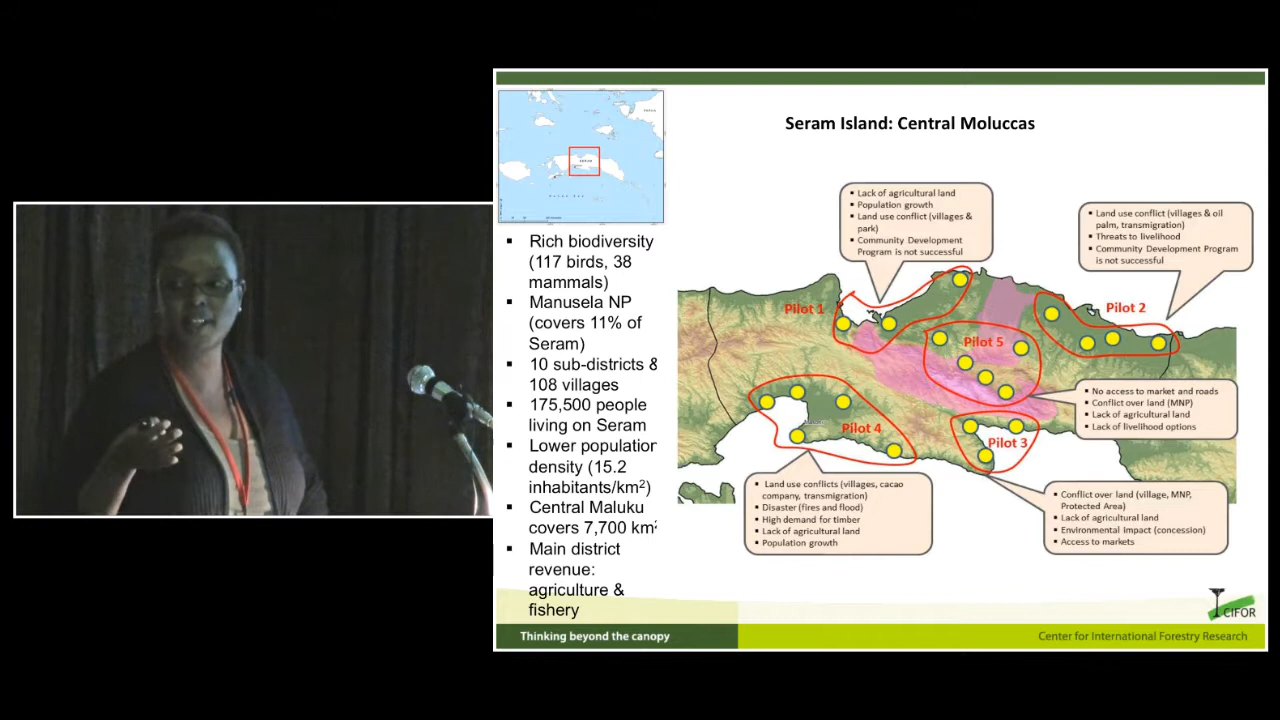 Seram Island: Central Moluccas
▪ Rich biodiversity
(117 birds, 38
mammals)
▪ Manusela NP
(covers 11% of
Seram)
▪ 10 sub-districts &
108 villages
▪ 175,500 people
living on Seram
▪ Lower population
density (15.2
inhabitants/km²)
▪ Central Maluku
covers 7,700 km²
▪ Main district
revenue:
agriculture &
fishery
▪ Lack of agricultural land
▪ Population growth
▪ Land use conflict (villages &
park)
▪ Community Development
Program is not successful
▪ Land use conflict (villages & oil
palm, transmigration)
▪ Threats to livelihood
▪ Community Development Program
is not successful
Pilot 1
Pilot 2
Pilot 5
▪ No access to market and roads
▪ Conflict over land (MNP)
▪ Lack of agricultural land
▪ Lack of livelihood options
Pilot 4
Pilot 3
▪ Land use conflicts (villages, cacao
company, transmigration)
▪ Disaster (fires and flood)
▪ High demand for timber
▪ Lack of agricultural land
▪ Population growth
▪ Conflict over land (village, MNP,
Protected Area)
▪ Lack of agricultural land
▪ Environmental impact (concession)
▪ Access to markets
CIFOR
Thinking beyond the canopy
Center for International Forestry Research